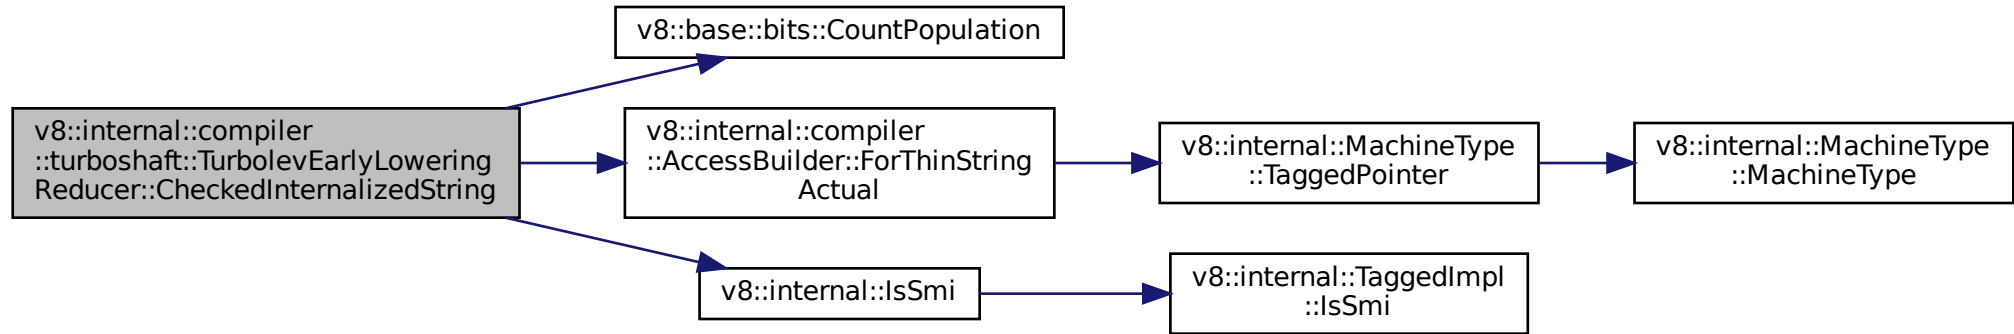 v8::base::bits::CountPopulation
v8::internal::compiler
::turboshaft::TurbolevEarlyLowering
Reducer::CheckedInternalizedString
v8::internal::compiler
::AccessBuilder::ForThinString
Actual
v8::internal::MachineType
::TaggedPointer
v8::internal::MachineType
::MachineType
v8::internal::IsSmi
v8::internal::TaggedImpl
::IsSmi